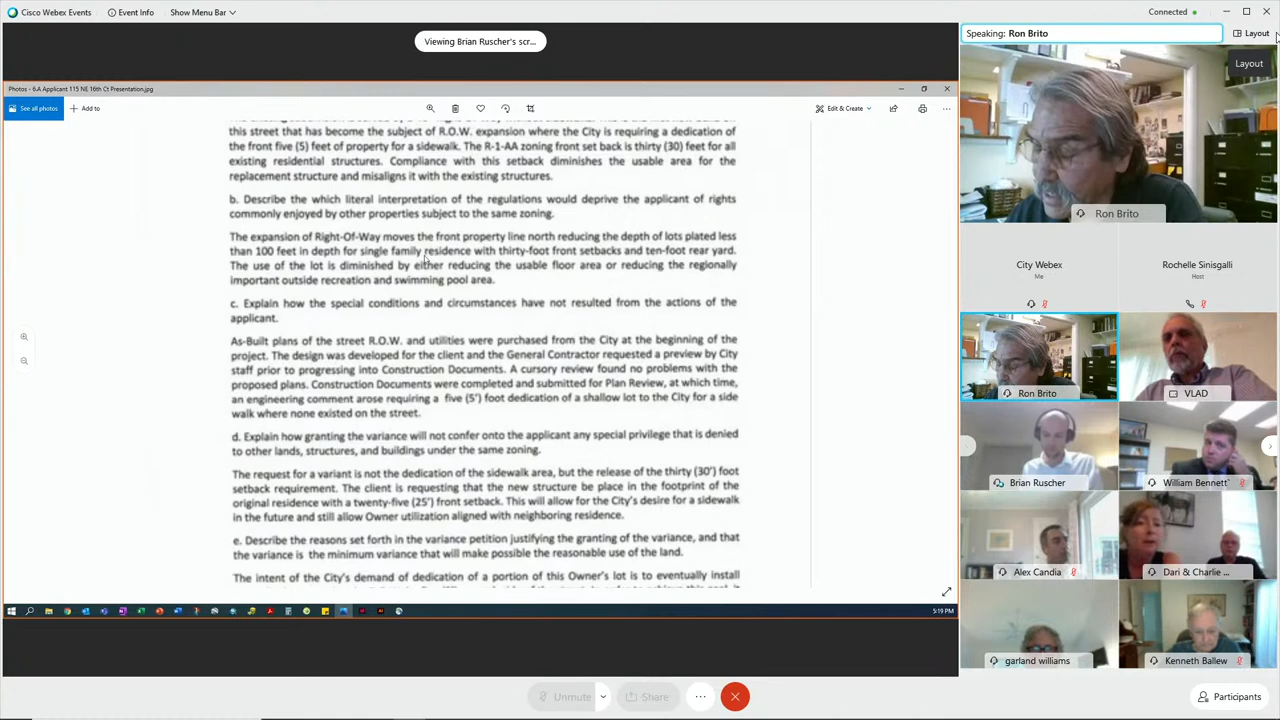 Cisco Webex Events
Event Info
Show Menu Bar
Connected
Viewing Brian Ruscher's scr...
Speaking: Ron Brito
Layout
Layout
Photos - 6.A Applicant 115 NE 16th Ct Presentation.jpg
See all photos
Add to
Edit & Create
this street that has become the subject of R.O.W. expansion where the City is requiring a dedication of
the front five (5) feet of property for a sidewalk. The R-1-AA zoning front set back is thirty (30) feet for all
existing residential structures. Compliance with this setback diminishes the usable area for the
replacement structure and misaligns it with the existing structures.
b. Describe the which literal interpretation of the regulations would deprive the applicant of rights
commonly enjoyed by other properties subject to the same zoning.
The expansion of Right-Of-Way moves the front property line north reducing the depth of lots plated less
than 100 feet in depth for single family residence with thirty-foot front setbacks and ten-foot rear yard.
The use of the lot is diminished by either reducing the usable floor area or reducing the regionally
important outside recreation and swimming pool area.
c. Explain how the special conditions and circumstances have not resulted from the actions of the
applicant.
As-Built plans of the street R.O.W. and utilities were purchased from the City at the beginning of the
project. The design was developed for the client and the General Contractor requested a preview by City
staff prior to progressing into Construction Documents. A cursory review found no problems with the
proposed plans. Construction Documents were completed and submitted for Plan Review, at which time,
an engineering comment arose requiring a five (5') foot dedication of a shallow lot to the City for a side
walk where none existed on the street.
d. Explain how granting the variance will not confer onto the applicant any special privilege that is denied
to other lands, structures, and buildings under the same zoning.
The request for a variant is not the dedication of the sidewalk area, but the release of the thirty (30') foot
setback requirement. The client is requesting that the new structure be place in the footprint of the
original residence with a twenty-five (25') front setback. This will allow for the City's desire for a sidewalk
in the future and still allow Owner utilization aligned with neighboring residence.
e. Describe the reasons set forth in the variance petition justifying the granting of the variance, and that
the variance is the minimum variance that will make possible the reasonable use of the land.
The intent of the City's demand of dedication of a portion of this Owner's lot is to eventually install
5:19 PM
Ron Brito
City Webex
Me
Rochelle Sinisgalli
Host
Ron Brito
VLAD
Brian Ruscher
William Bennett`
Alex Candia
Dari & Charlie ...
garland williams
Kenneth Ballew
Unmute
Share
Participants